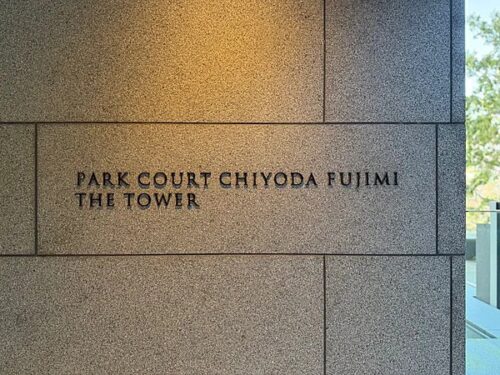 PARK COURT CHIYODA FUJIMI
THE TOWER